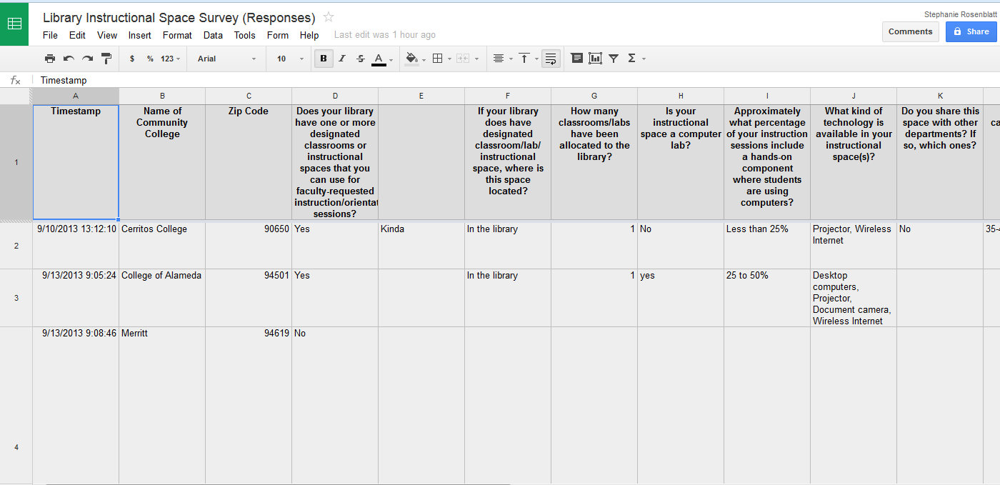 Library Instructional Space Survey (Responses)
Stephanie Rosenblatt
File Edit View Insert Format Data Tools Form Help Last edit was 1 hour ago
Comments Share
$ % 123 Arial 10 B I S A Σ
fx Timestamp
A B C D E F G H I J K
1
Timestamp
Name of
Community
College
Zip Code
Does your library
have one or more
designated
classrooms or
instructional
spaces that you
can use for
faculty-requested
instruction/orientat
sessions?
If your library
does have
designated
classroom/lab/
instructional
space, where is
this space
located?
How many
classrooms/labs
have been
allocated to the
library?
Is your
instructional
space a computer
lab?
Approximately
what percentage
of your instruction
sessions include
a hands-on
component
where students
are using
computers?
What kind of
technology is
available in your
instructional
space(s)?
Do you share this
space with other
departments? If
so, which ones?
ca
2
9/10/2013 13:12:10 Cerritos College 90650 Yes Kinda In the library 1 No Less than 25% Projector, Wireless No 35-
Internet
3
9/13/2013 9:05:24 College of Alameda 94501 Yes In the library 1 yes 25 to 50% Desktop
computers,
Projector,
Document camera,
Wireless Internet
4
9/13/2013 9:08:46 Merritt 94619 No